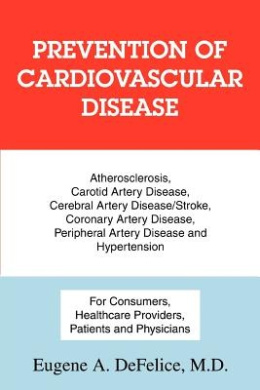 PREVENTION OF
CARDIOVASCULAR
DISEASE
Atherosclerosis,
Carotid Artery Disease,
Cerebral Artery Disease/Stroke,
Coronary Artery Disease,
Peripheral Artery Disease and
Hypertension
For Consumers,
Healthcare Providers,
Patients and Physicians
Eugene A. DeFelice, M.D.